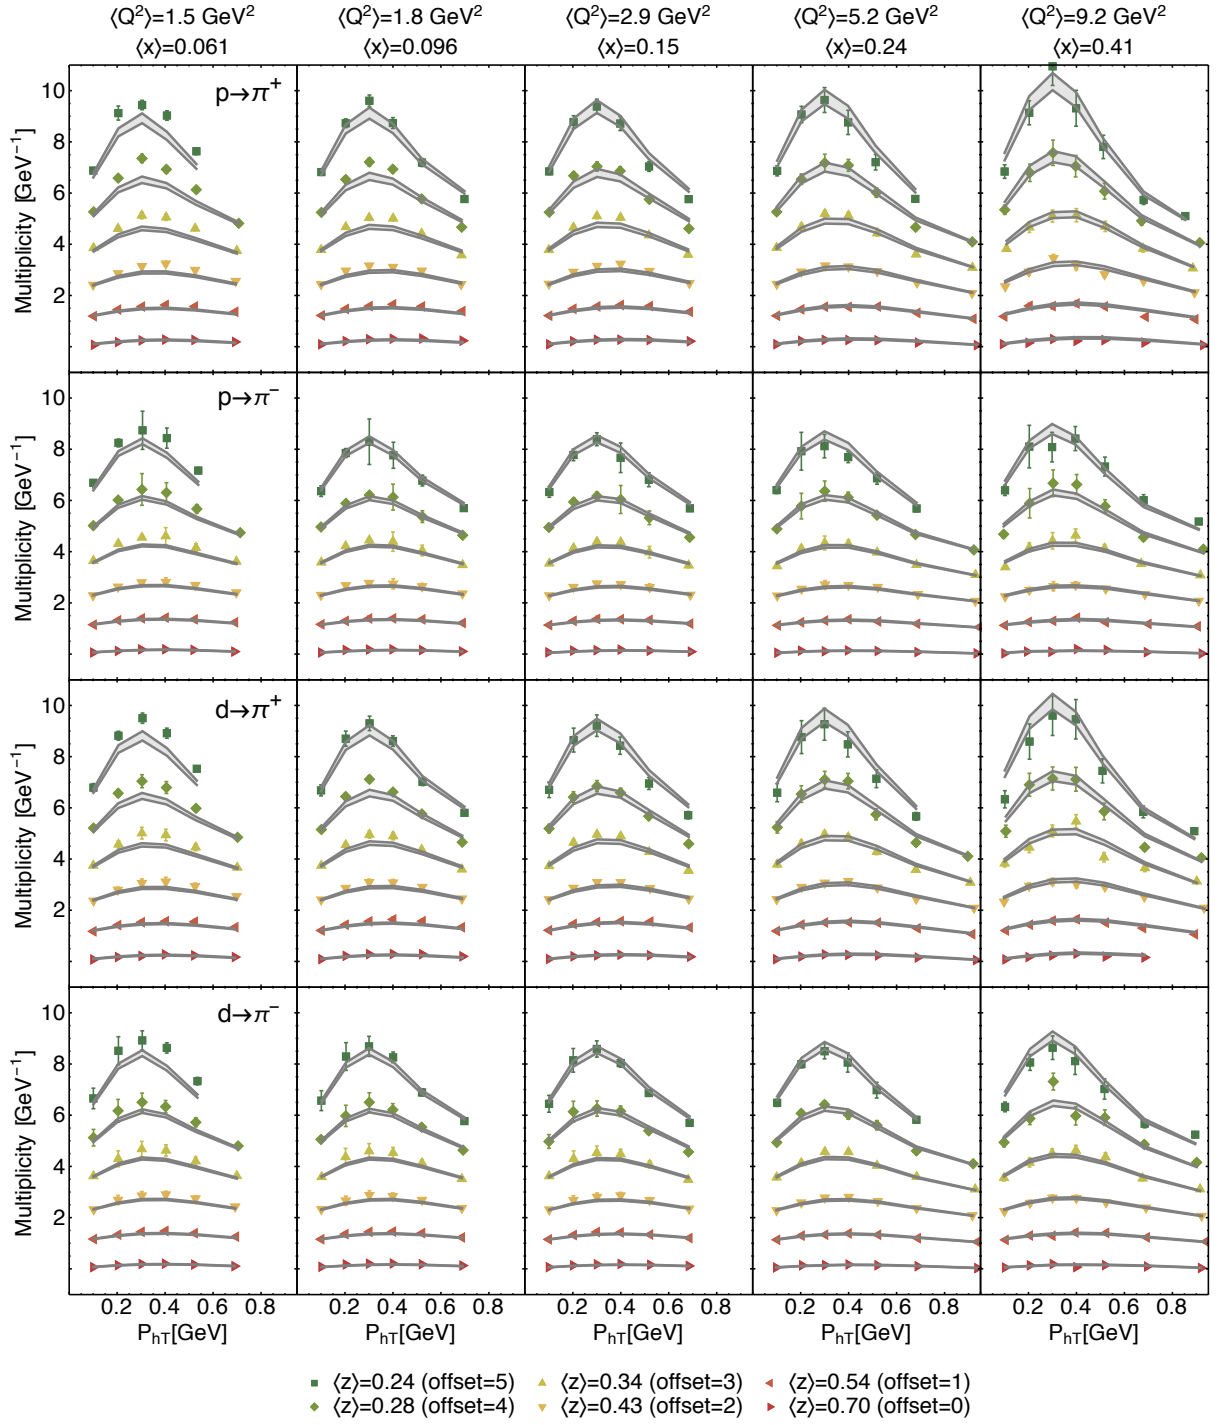 ⟨Q²⟩=1.5 GeV² ⟨Q²⟩=1.8 GeV² ⟨Q²⟩=2.9 GeV² ⟨Q²⟩=5.2 GeV² ⟨Q²⟩=9.2 GeV²
⟨x⟩=0.061 ⟨x⟩=0.096 ⟨x⟩=0.15 ⟨x⟩=0.24 ⟨x⟩=0.41
p→π⁺
Multiplicity [GeV⁻¹]
10
8
6
4
2
p→π⁻
Multiplicity [GeV⁻¹]
10
8
6
4
2
d→π⁺
Multiplicity [GeV⁻¹]
10
8
6
4
2
d→π⁻
Multiplicity [GeV⁻¹]
10
8
6
4
2
0.2 0.4 0.6 0.8 0.2 0.4 0.6 0.8 0.2 0.4 0.6 0.8 0.2 0.4 0.6 0.8 0.2 0.4 0.6 0.8
P_hT[GeV] P_hT[GeV] P_hT[GeV] P_hT[GeV] P_hT[GeV]
⟨z⟩=0.24 (offset=5) ⟨z⟩=0.34 (offset=3) ⟨z⟩=0.54 (offset=1)
⟨z⟩=0.28 (offset=4) ⟨z⟩=0.43 (offset=2) ⟨z⟩=0.70 (offset=0)